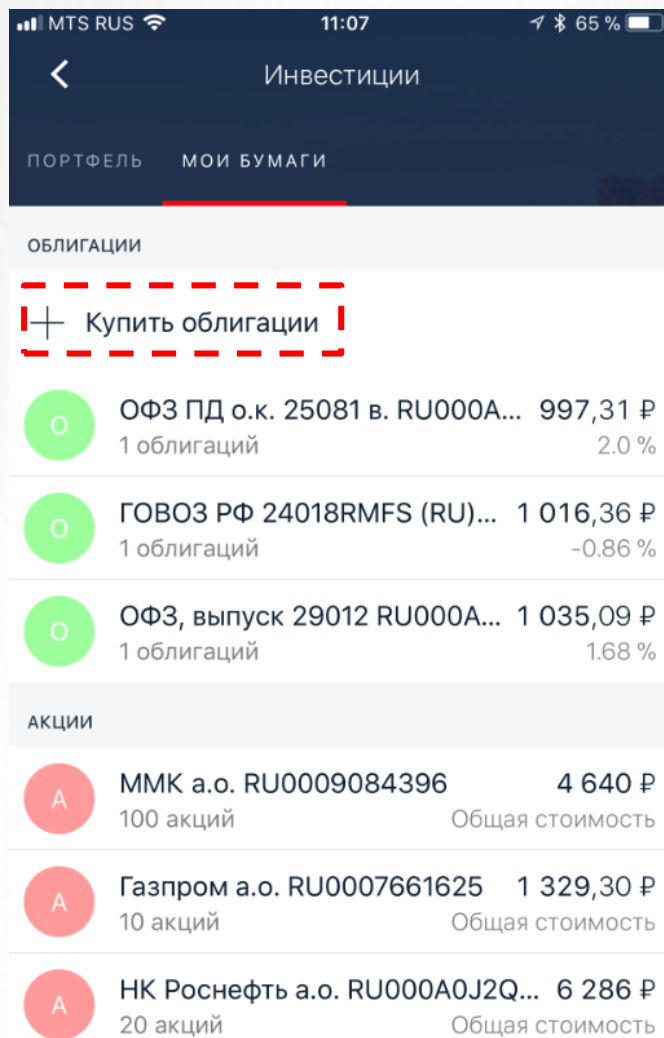 MTS RUS 11:07 65 %
Инвестиции
ПОРТФЕЛЬ МОИ БУМАГИ
ОБЛИГАЦИИ
+ Купить облигации
О ОФЗ ПД о.к. 25081 в. RU000A... 997,31 ₽
1 облигаций 2.0 %
О ГОВОЗ РФ 24018RMFS (RU)... 1 016,36 ₽
1 облигаций -0.86 %
О ОФЗ, выпуск 29012 RU000A... 1 035,09 ₽
1 облигаций 1.68 %
АКЦИИ
А ММК а.о. RU0009084396 4 640 ₽
100 акций Общая стоимость
А Газпром а.о. RU0007661625 1 329,30 ₽
10 акций Общая стоимость
А НК Роснефть а.о. RU000A0J2Q... 6 286 ₽
20 акций Общая стоимость